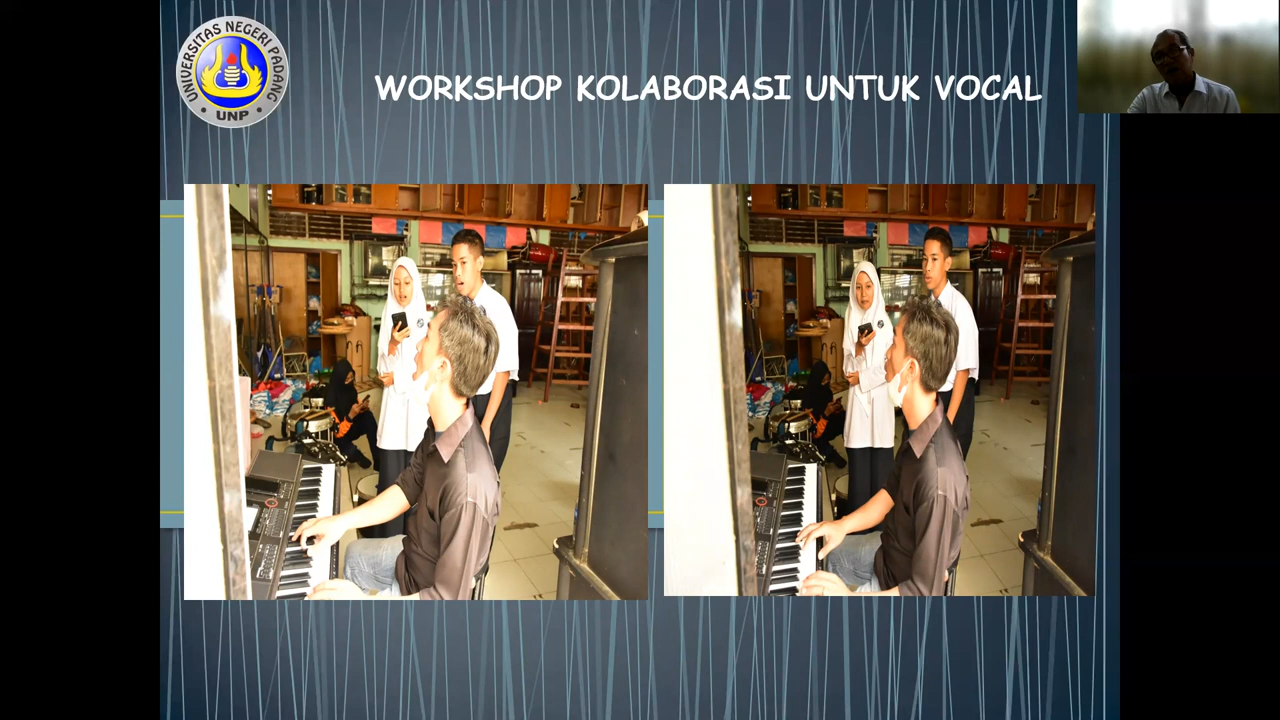 UNIVERSITAS NEGERI PADANG
• UNP •
WORKSHOP KOLABORASI UNTUK VOCAL